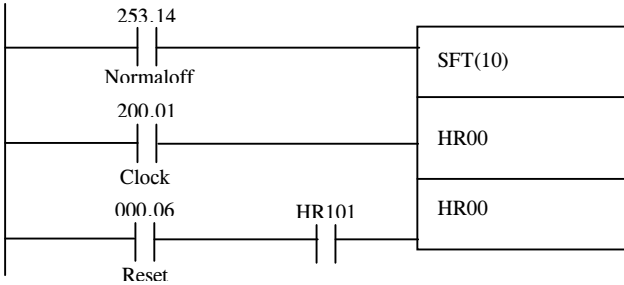 253.14
SFT(10)
Normaloff
200.01
HR00
Clock
000.06
HR101
HR00
Reset